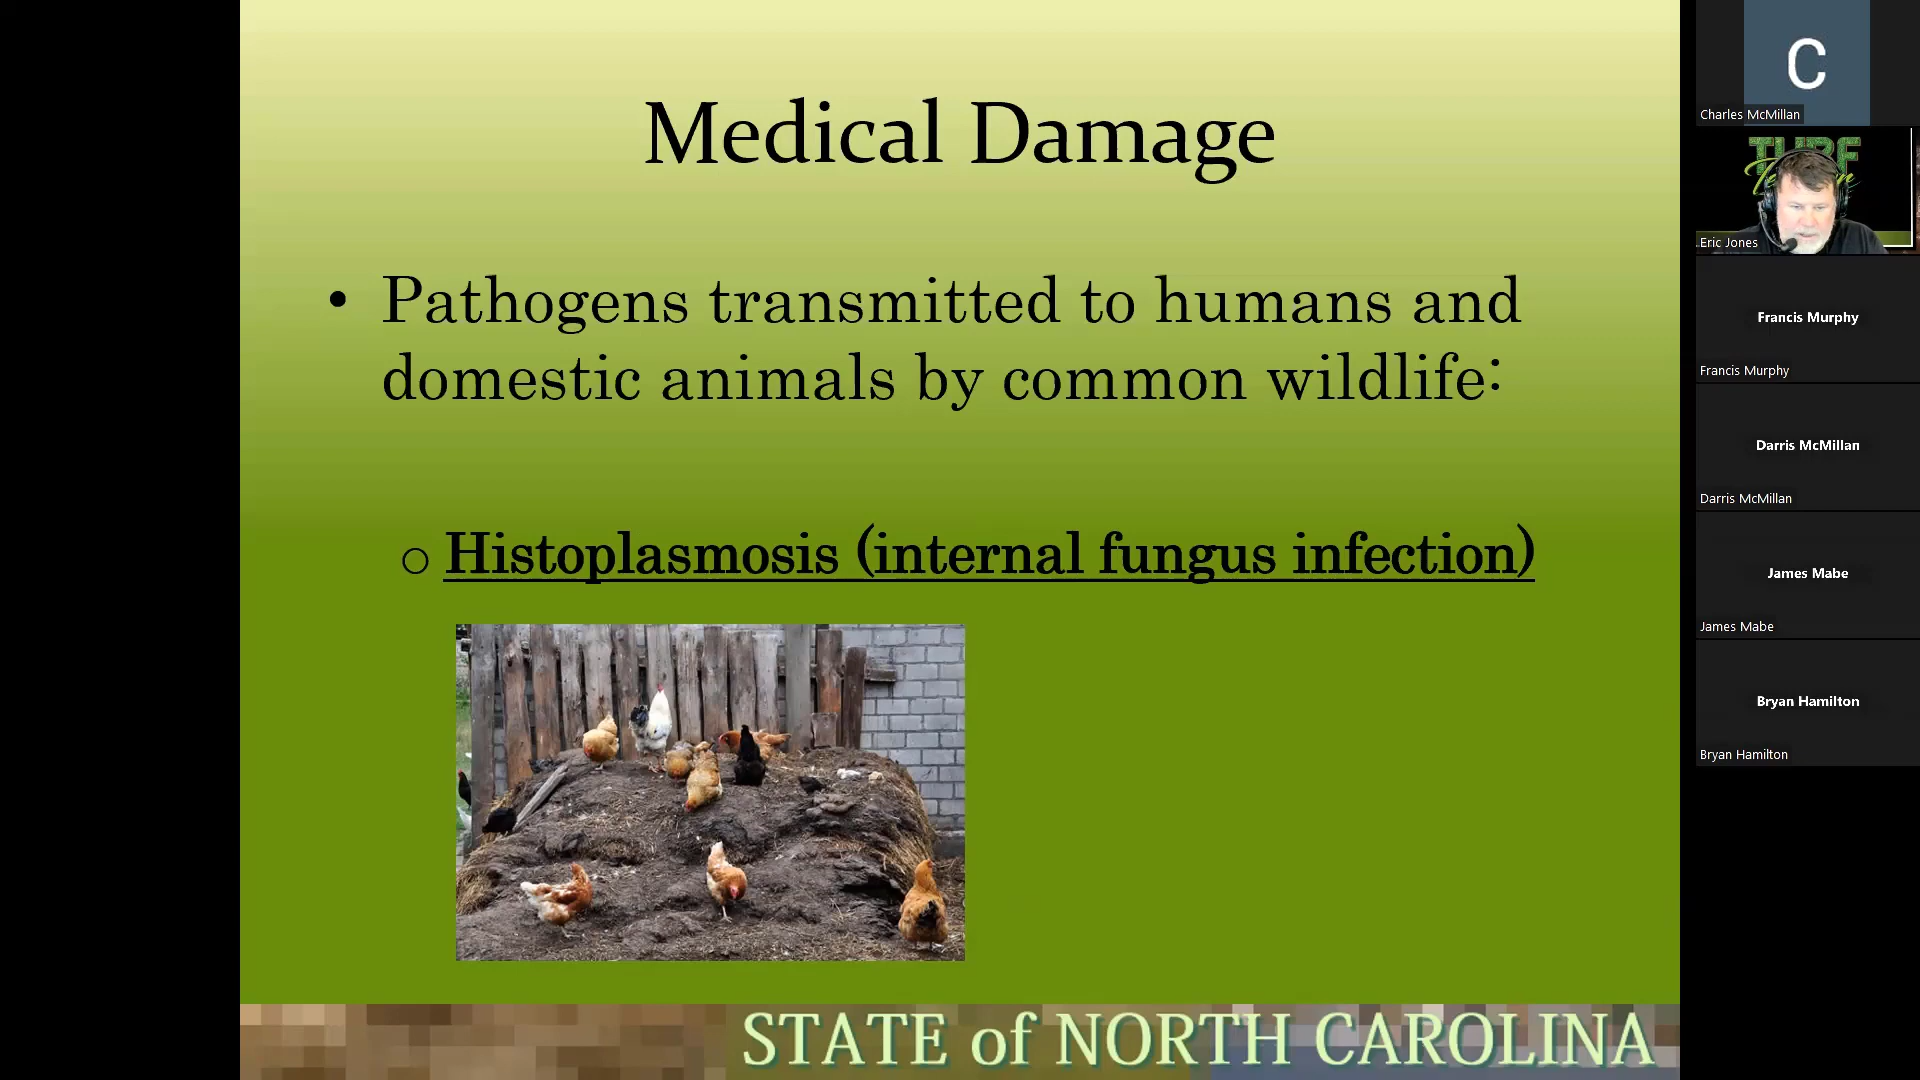 Medical Damage
• Pathogens transmitted to humans and
domestic animals by common wildlife:
o Histoplasmosis (internal fungus infection)
STATE of NORTH CAROLINA
C
Charles McMillan
TURF
Eric Jones
Francis Murphy
Francis Murphy
Darris McMillan
Darris McMillan
James Mabe
James Mabe
Bryan Hamilton
Bryan Hamilton